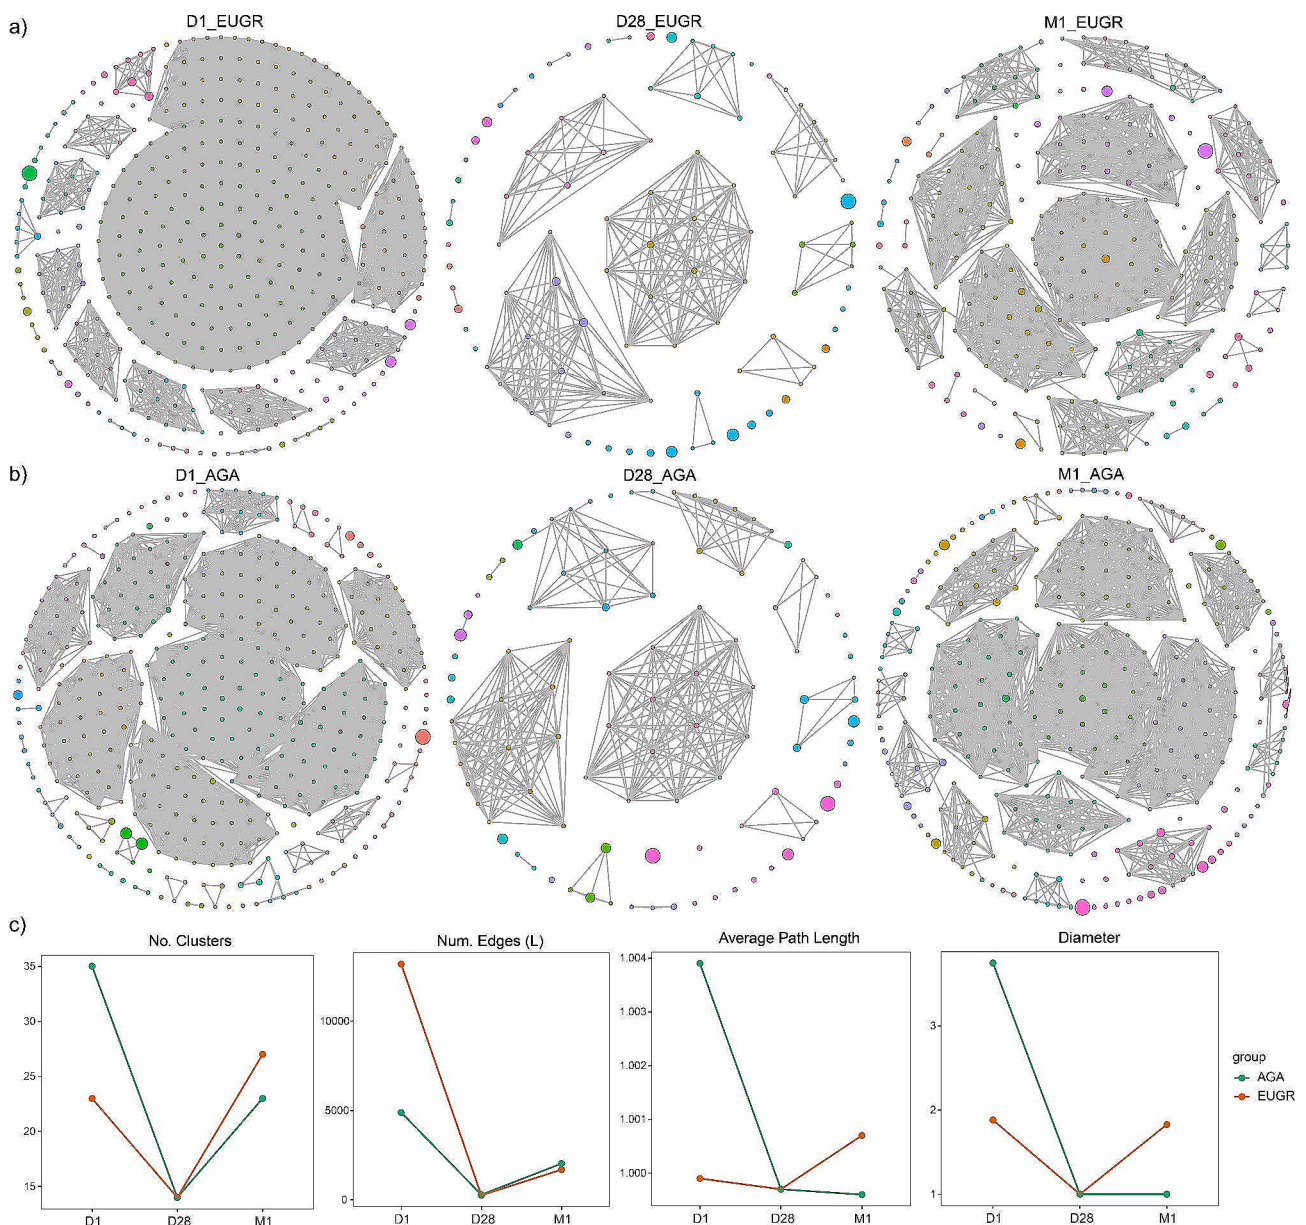 a)
D1_EUGR
D28_EUGR
M1_EUGR
b)
D1_AGA
D28_AGA
M1_AGA
c)
No. Clusters
Num. Edges (L)
Average Path Length
Diameter
35
30
25
20
15
D1
D28
M1
10000
5000
0
D1
D28
M1
1.004
1.003
1.002
1.001
1.000
D1
D28
M1
3
2
1
D1
D28
M1
group
AGA
EUGR